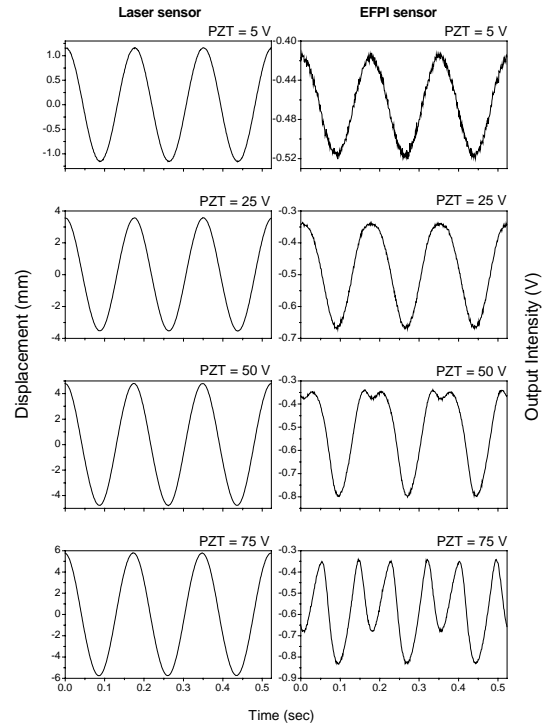 Laser sensor
EFPI sensor
PZT = 5 V
PZT = 5 V
1.0
0.5
0.0
-0.5
-1.0
-0.40
-0.44
-0.48
-0.52
PZT = 25 V
PZT = 25 V
4
2
0
-2
-4
-0.3
-0.4
-0.5
-0.6
-0.7
Displacement (mm)
Output Intensity (V)
PZT = 50 V
PZT = 50 V
4
2
0
-2
-4
-0.3
-0.4
-0.5
-0.6
-0.7
-0.8
PZT = 75 V
PZT = 75 V
6
4
2
0
-2
-4
-6
-0.3
-0.4
-0.5
-0.6
-0.7
-0.8
-0.9
0.0 0.1 0.2 0.3 0.4 0.5
0.0 0.1 0.2 0.3 0.4 0.5
Time (sec)